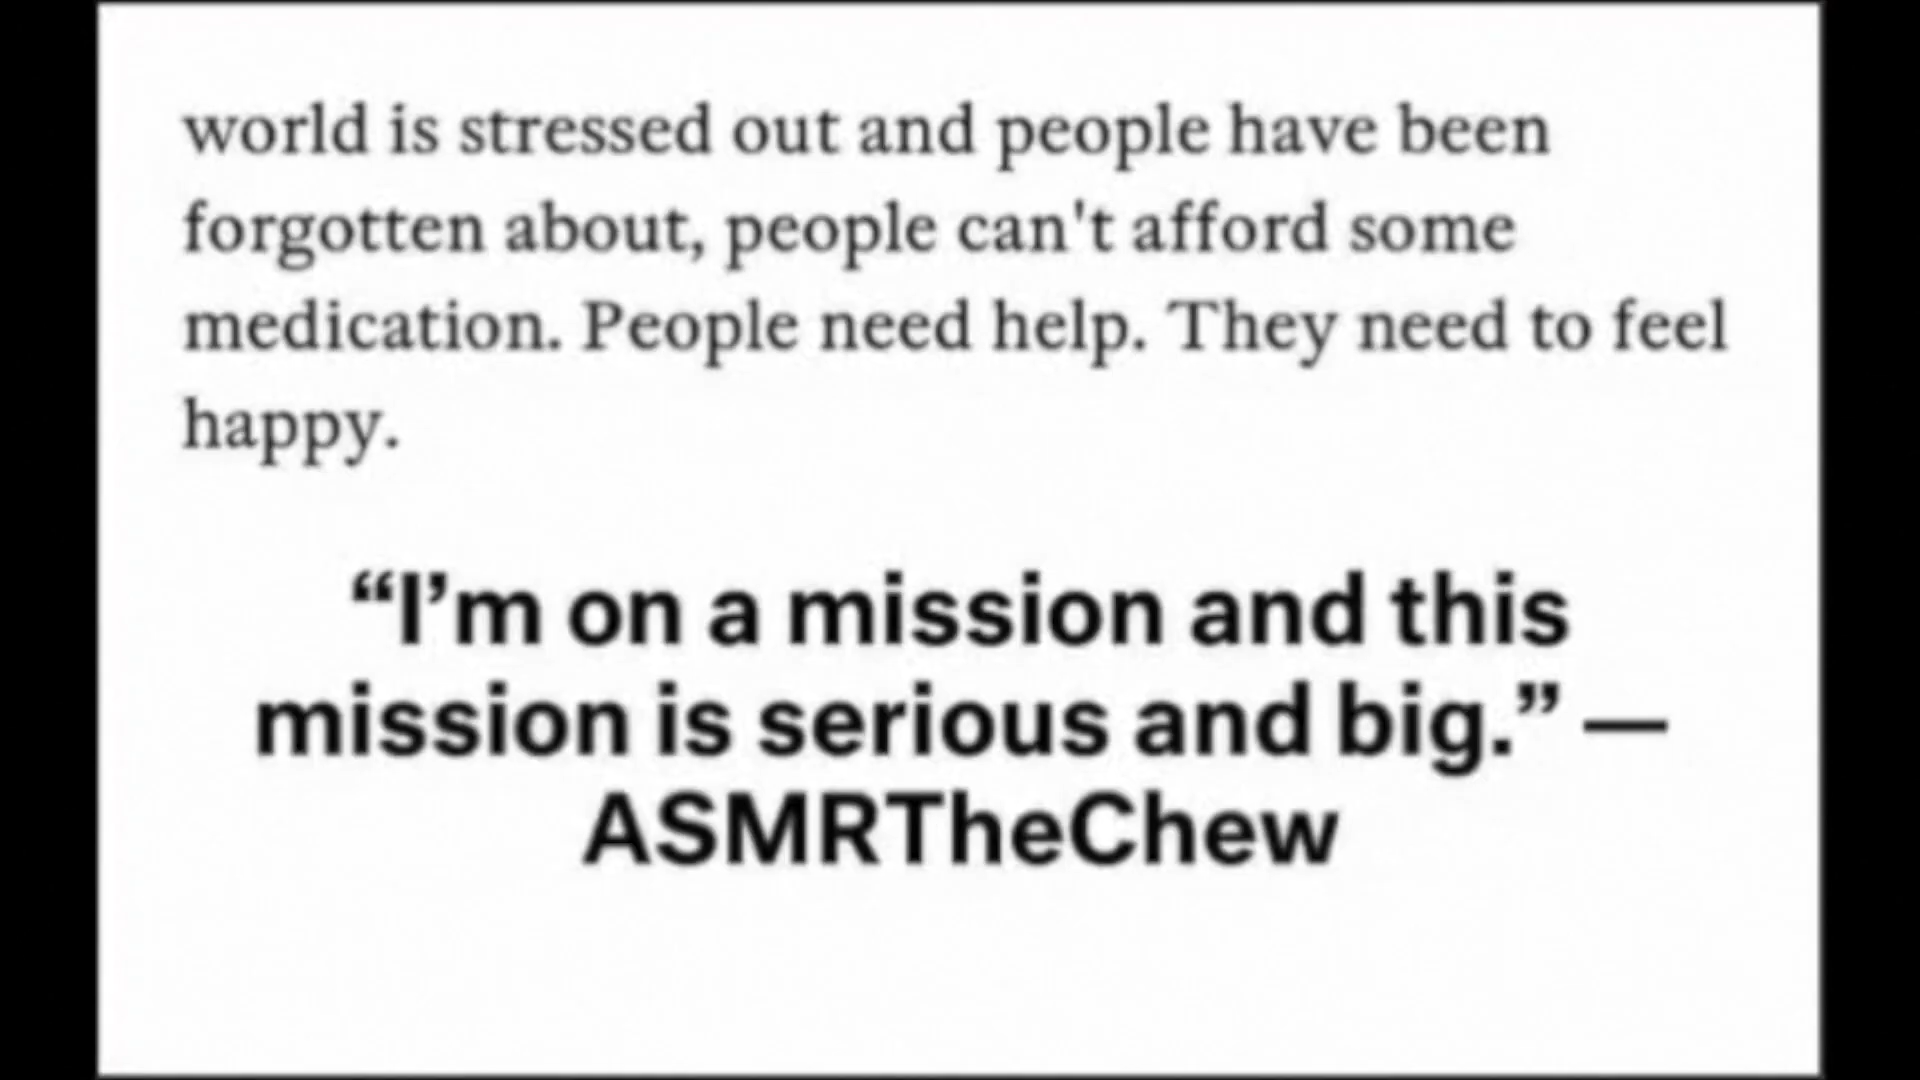 world is stressed out and people have been
forgotten about, people can't afford some
medication. People need help. They need to feel
happy.
“I’m on a mission and this
mission is serious and big.” —
ASMRTheChew